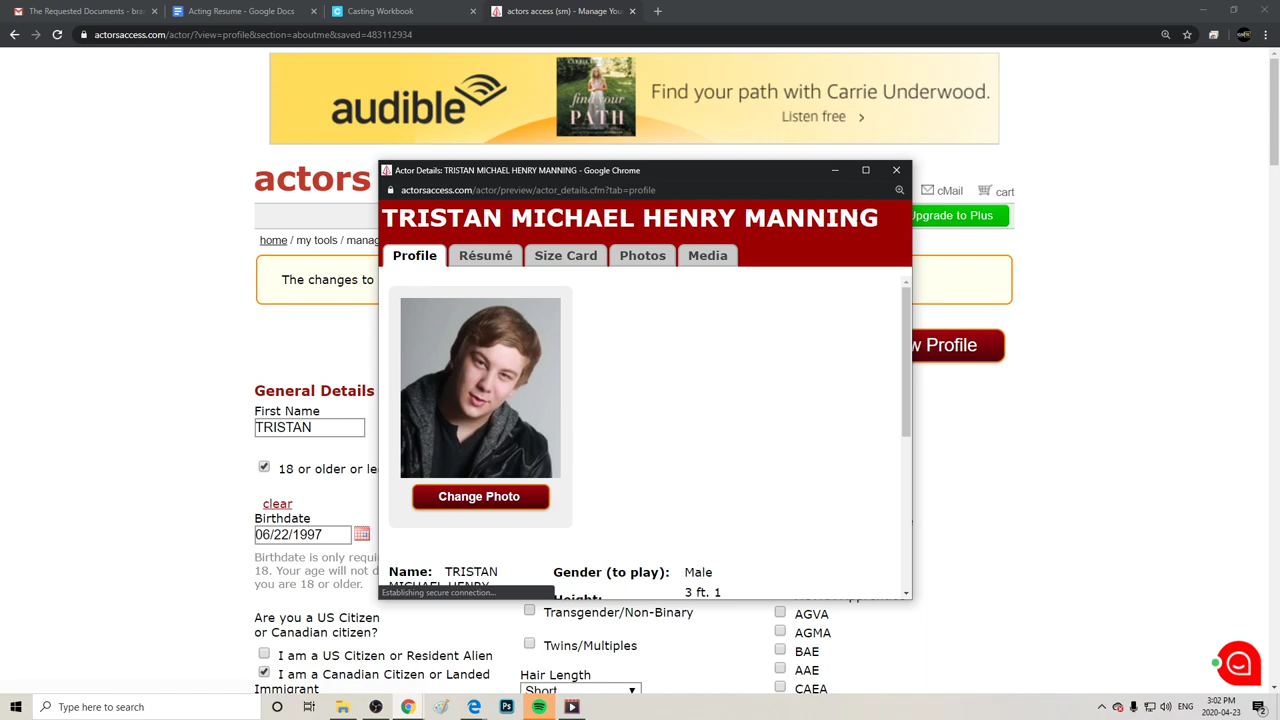 The Requested Documents - bra
Acting Resume - Google Docs
Casting Workbook
actors access (sm) - Manage You
actorsaccess.com/actor/?view=profile&section=aboutme&saved=483112934
audible
find your PATH
Find your path with Carrie Underwood.
Listen free >
actors
cMail
cart
Upgrade to Plus
home / my tools / manag
The changes to
w Profile
Actor Details: TRISTAN MICHAEL HENRY MANNING - Google Chrome
actorsaccess.com/actor/preview/actor_details.cfm?tab=profile
TRISTAN MICHAEL HENRY MANNING
Profile
Résumé
Size Card
Photos
Media
Change Photo
Name: TRISTAN
MICHAEL HENRY
Gender (to play): Male
Height: 3 ft. 1
Establishing secure connection...
General Details
First Name
TRISTAN
18 or older or le
clear
Birthdate
06/22/1997
Birthdate is only requi
18. Your age will not d
you are 18 or older.
Are you a US Citizen
or Canadian citizen?
I am a US Citizen or Resident Alien
I am a Canadian Citizen or Landed
Immigrant
Transgender/Non-Binary
Twins/Multiples
Hair Length
Short
AGVA
AGMA
BAE
AAE
CAEA
Type here to search
ENG
3:02 PM
2020-04-23
2